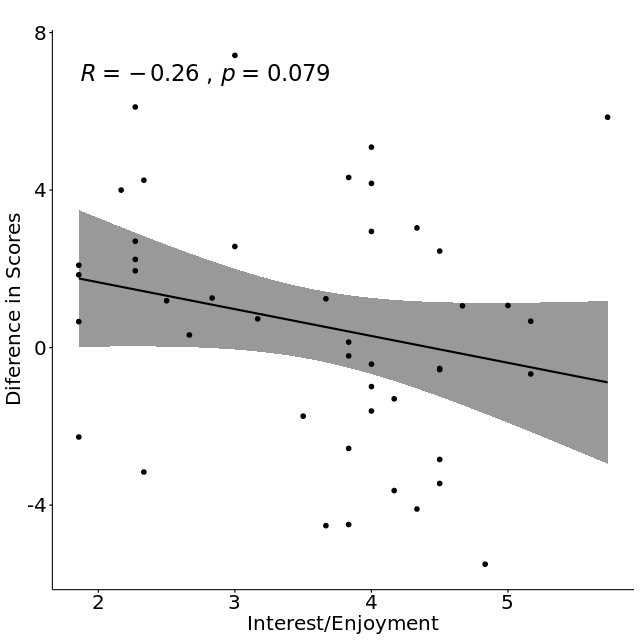 8
R = −0.26 , p = 0.079
4
0
-4
Diference in Scores
2 3 4 5
Interest/Enjoyment